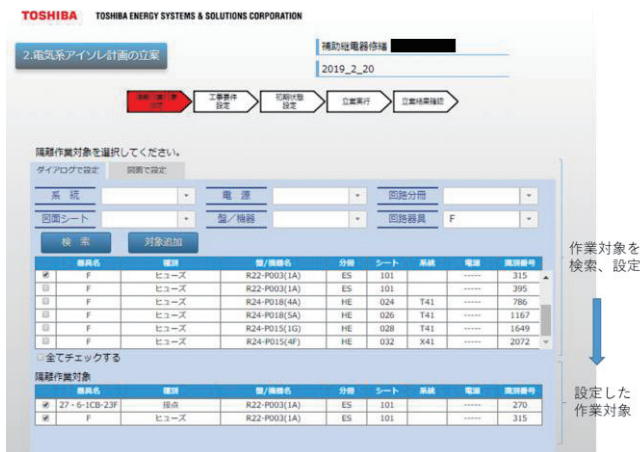 TOSHIBA TOSHIBA ENERGY SYSTEMS & SOLUTIONS CORPORATION
2.電気系アイソレ計画の立案
補助継電器修繕
2019_2_20
工事要件
設定
初期状態
設定
立案実行
立案結果確認
隔離作業対象を選択してください。
ダイアログで設定 図面で設定
系 統 電 源 回路分冊
図面シート 盤／機器 回路器具 F
検 索 対象追加
器具名 種別 盤/機器名 分冊 シート 系統 電源 識別番号
F ヒューズ R22-P003(1A) ES 101 ----- 315
F ヒューズ R22-P003(1A) ES 101 ----- 395
F ヒューズ R24-P018(4A) HE 024 T41 ----- 786
F ヒューズ R24-P018(5A) HE 026 T41 ----- 1167
F ヒューズ R24-P015(1G) HE 028 T41 ----- 1649
F ヒューズ R24-P015(4F) HE 032 X41 ----- 2072
全てチェックする
隔離作業対象
器具名 種別 盤/機器名 分冊 シート 系統 電源 識別番号
27-6-1CB-23F 接点 R22-P003(1A) ES 101 ----- 270
F ヒューズ R22-P003(1A) ES 101 ----- 315
作業対象を
検索、設定
設定した
作業対象